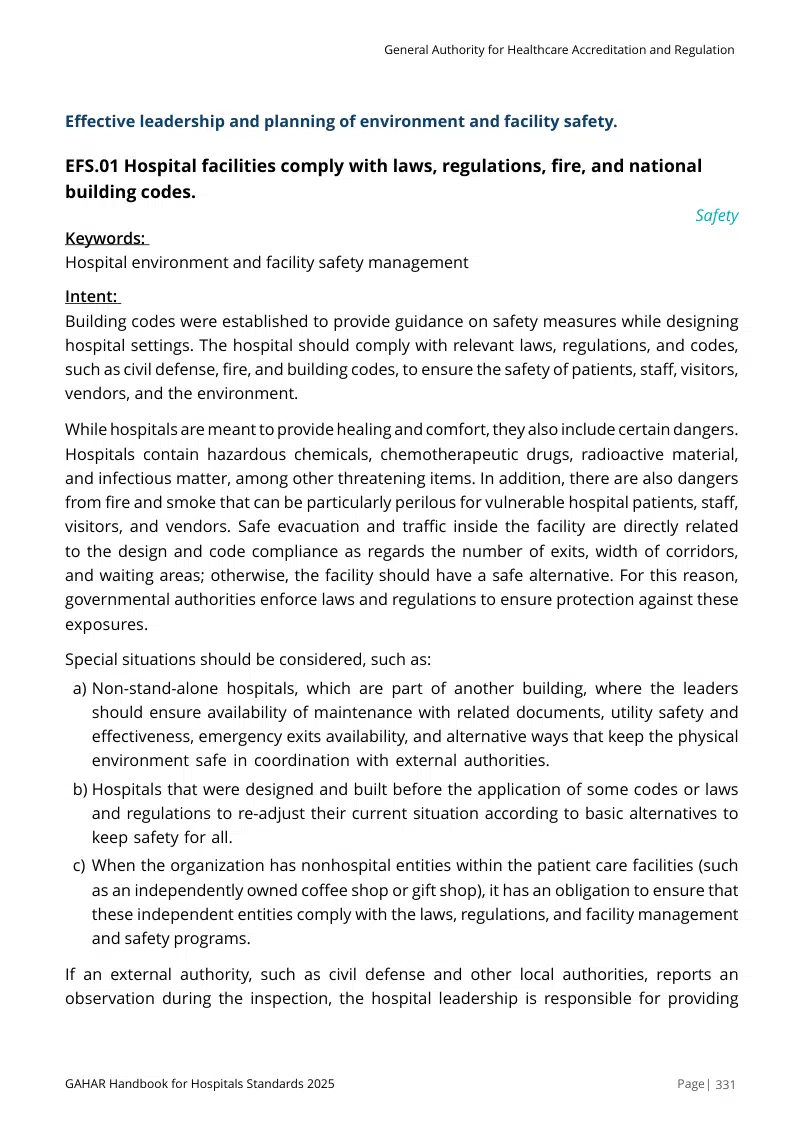 General Authority for Healthcare Accreditation and Regulation
Effective leadership and planning of environment and facility safety.
EFS.01 Hospital facilities comply with laws, regulations, fire, and national
building codes.
Safety
Keywords:
Hospital environment and facility safety management
Intent:
Building codes were established to provide guidance on safety measures while designing
hospital settings. The hospital should comply with relevant laws, regulations, and codes,
such as civil defense, fire, and building codes, to ensure the safety of patients, staff, visitors,
vendors, and the environment.
While hospitals are meant to provide healing and comfort, they also include certain dangers.
Hospitals contain hazardous chemicals, chemotherapeutic drugs, radioactive material,
and infectious matter, among other threatening items. In addition, there are also dangers
from fire and smoke that can be particularly perilous for vulnerable hospital patients, staff,
visitors, and vendors. Safe evacuation and traffic inside the facility are directly related
to the design and code compliance as regards the number of exits, width of corridors,
and waiting areas; otherwise, the facility should have a safe alternative. For this reason,
governmental authorities enforce laws and regulations to ensure protection against these
exposures.
Special situations should be considered, such as:
a) Non-stand-alone hospitals, which are part of another building, where the leaders
should ensure availability of maintenance with related documents, utility safety and
effectiveness, emergency exits availability, and alternative ways that keep the physical
environment safe in coordination with external authorities.
b) Hospitals that were designed and built before the application of some codes or laws
and regulations to re-adjust their current situation according to basic alternatives to
keep safety for all.
c) When the organization has nonhospital entities within the patient care facilities (such
as an independently owned coffee shop or gift shop), it has an obligation to ensure that
these independent entities comply with the laws, regulations, and facility management
and safety programs.
If an external authority, such as civil defense and other local authorities, reports an
observation during the inspection, the hospital leadership is responsible for providing
GAHAR Handbook for Hospitals Standards 2025
Page| 331